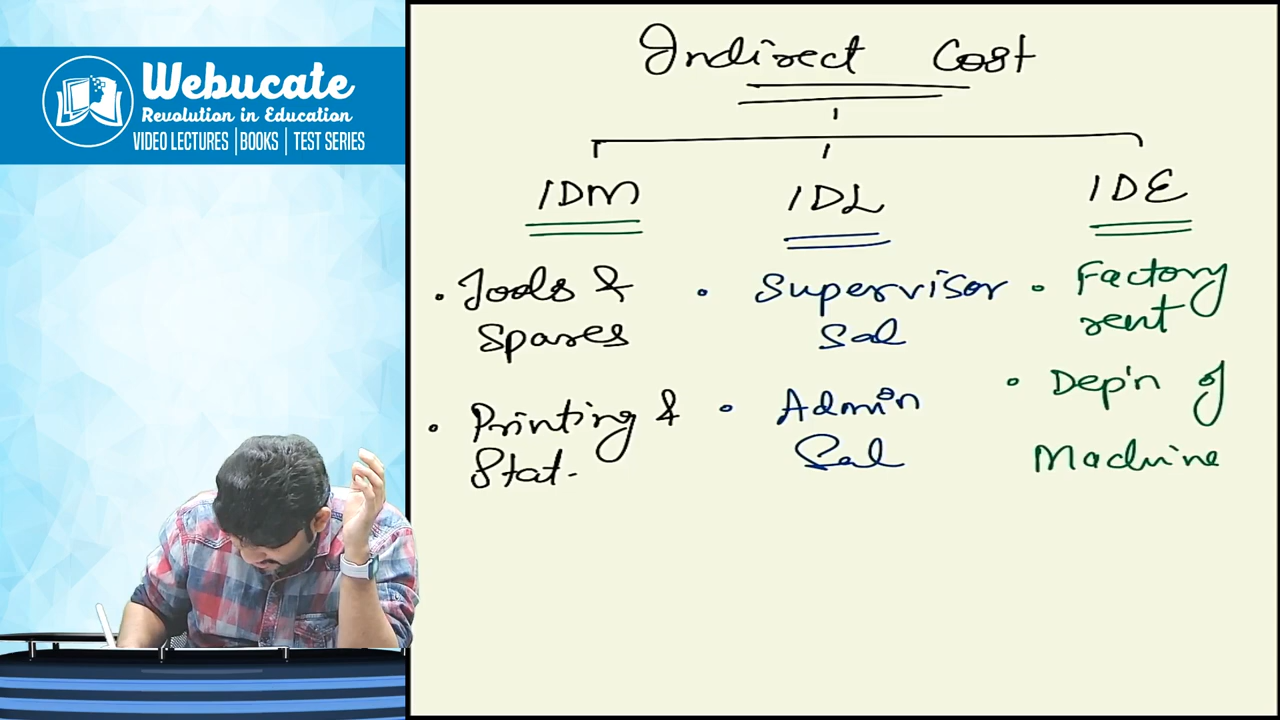 Webucate
Revolution in Education
VIDEO LECTURES | BOOKS | TEST SERIES
Indirect Cost
IDM
IDL
IDE
• Tools &
Spares
• Supervisor
Sal
• Factory
rent
• Printing &
Stat.
• Admin
Sal
• Dep'n of
Machine